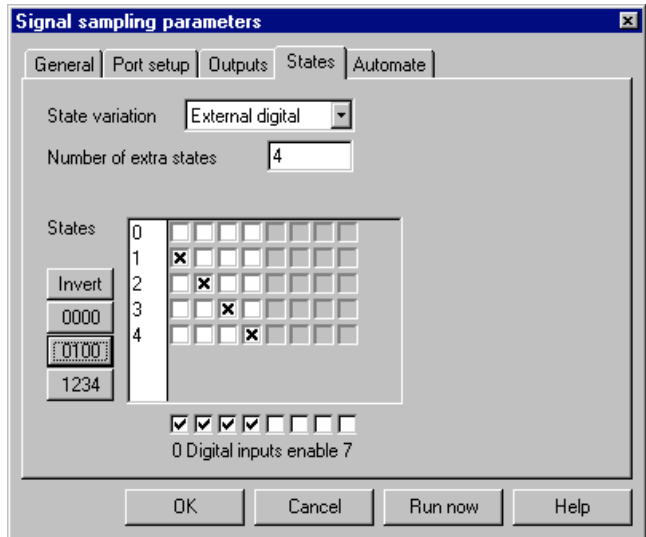 Signal sampling parameters
General Port setup Outputs States Automate
State variation External digital
Number of extra states 4
States
0
1
2
3
4
Invert
0000
0100
1234
0 Digital inputs enable 7
OK Cancel Run now Help